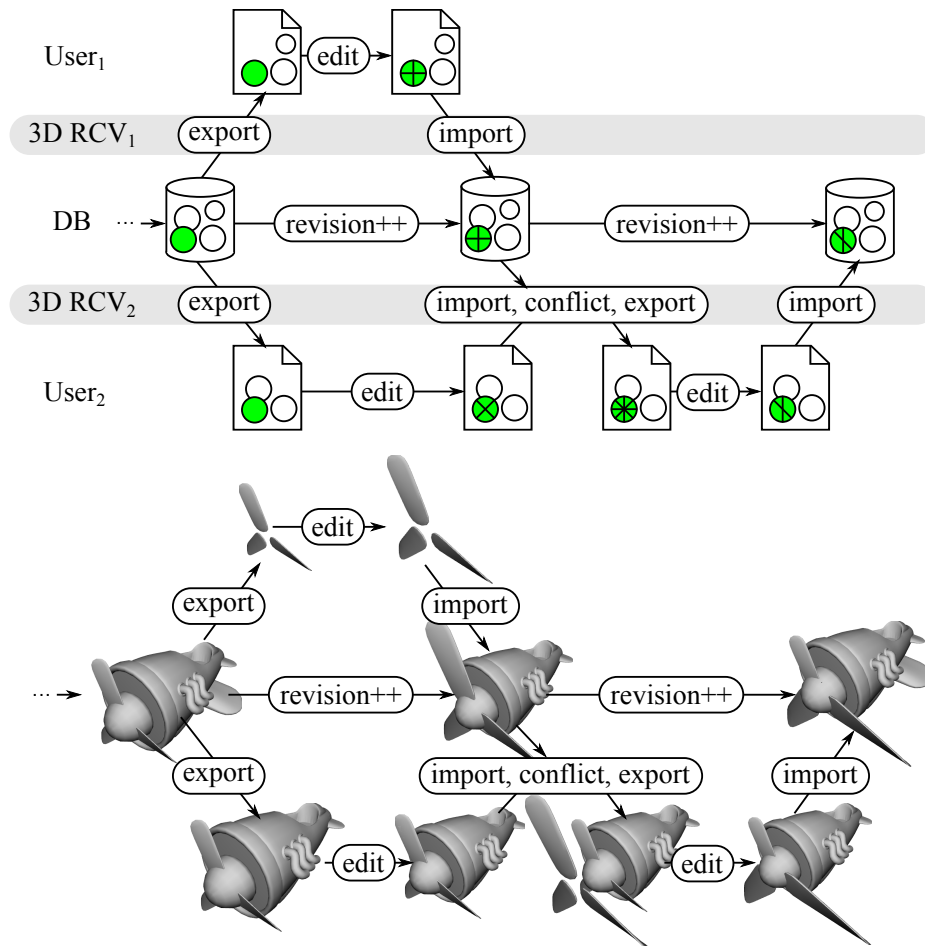 User₁
edit
3D RCV₁
export
import
DB
...
revision++
revision++
3D RCV₂
export
import, conflict, export
import
User₂
edit
edit
edit
export
import
...
revision++
revision++
export
import, conflict, export
import
edit
edit